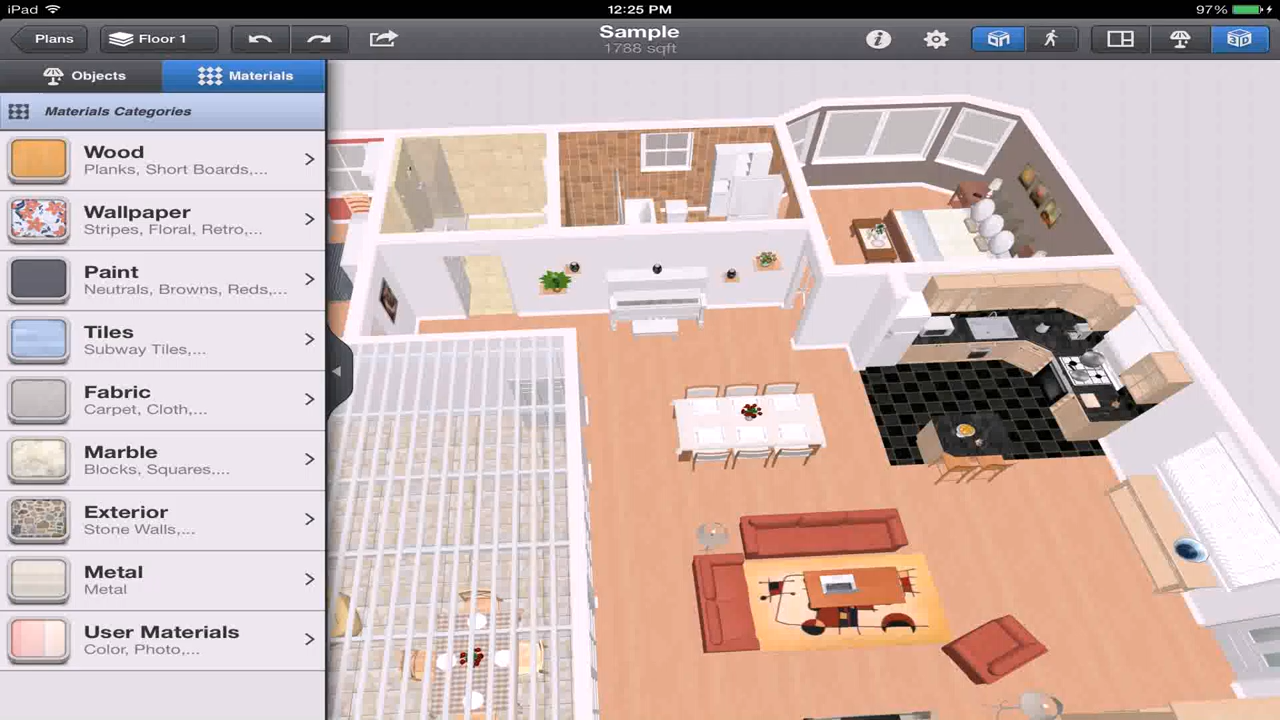 iPad
12:25 PM
97%
Plans
Floor 1
Sample
1788 sqft
3D
Objects
Materials
Materials Categories
Wood
Planks, Short Boards,...
Wallpaper
Stripes, Floral, Retro,...
Paint
Neutrals, Browns, Reds,...
Tiles
Subway Tiles,...
Fabric
Carpet, Cloth,...
Marble
Blocks, Squares,...
Exterior
Stone Walls,...
Metal
Metal
User Materials
Color, Photo,...